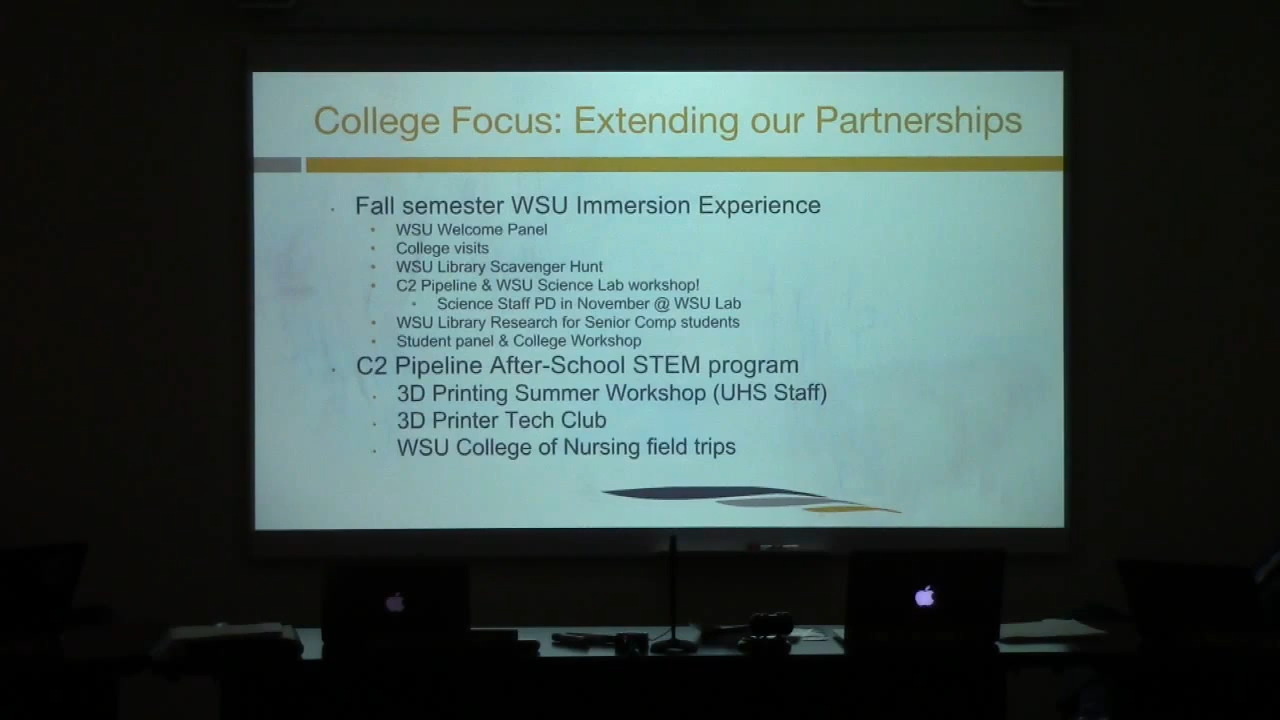 College Focus: Extending our Partnerships
Fall semester WSU Immersion Experience
WSU Welcome Panel
College visits
WSU Library Scavenger Hunt
C2 Pipeline & WSU Science Lab workshop!
Science Staff PD in November @ WSU Lab
WSU Library Research for Senior Comp students
Student panel & College Workshop
C2 Pipeline After-School STEM program
3D Printing Summer Workshop (UHS Staff)
3D Printer Tech Club
WSU College of Nursing field trips